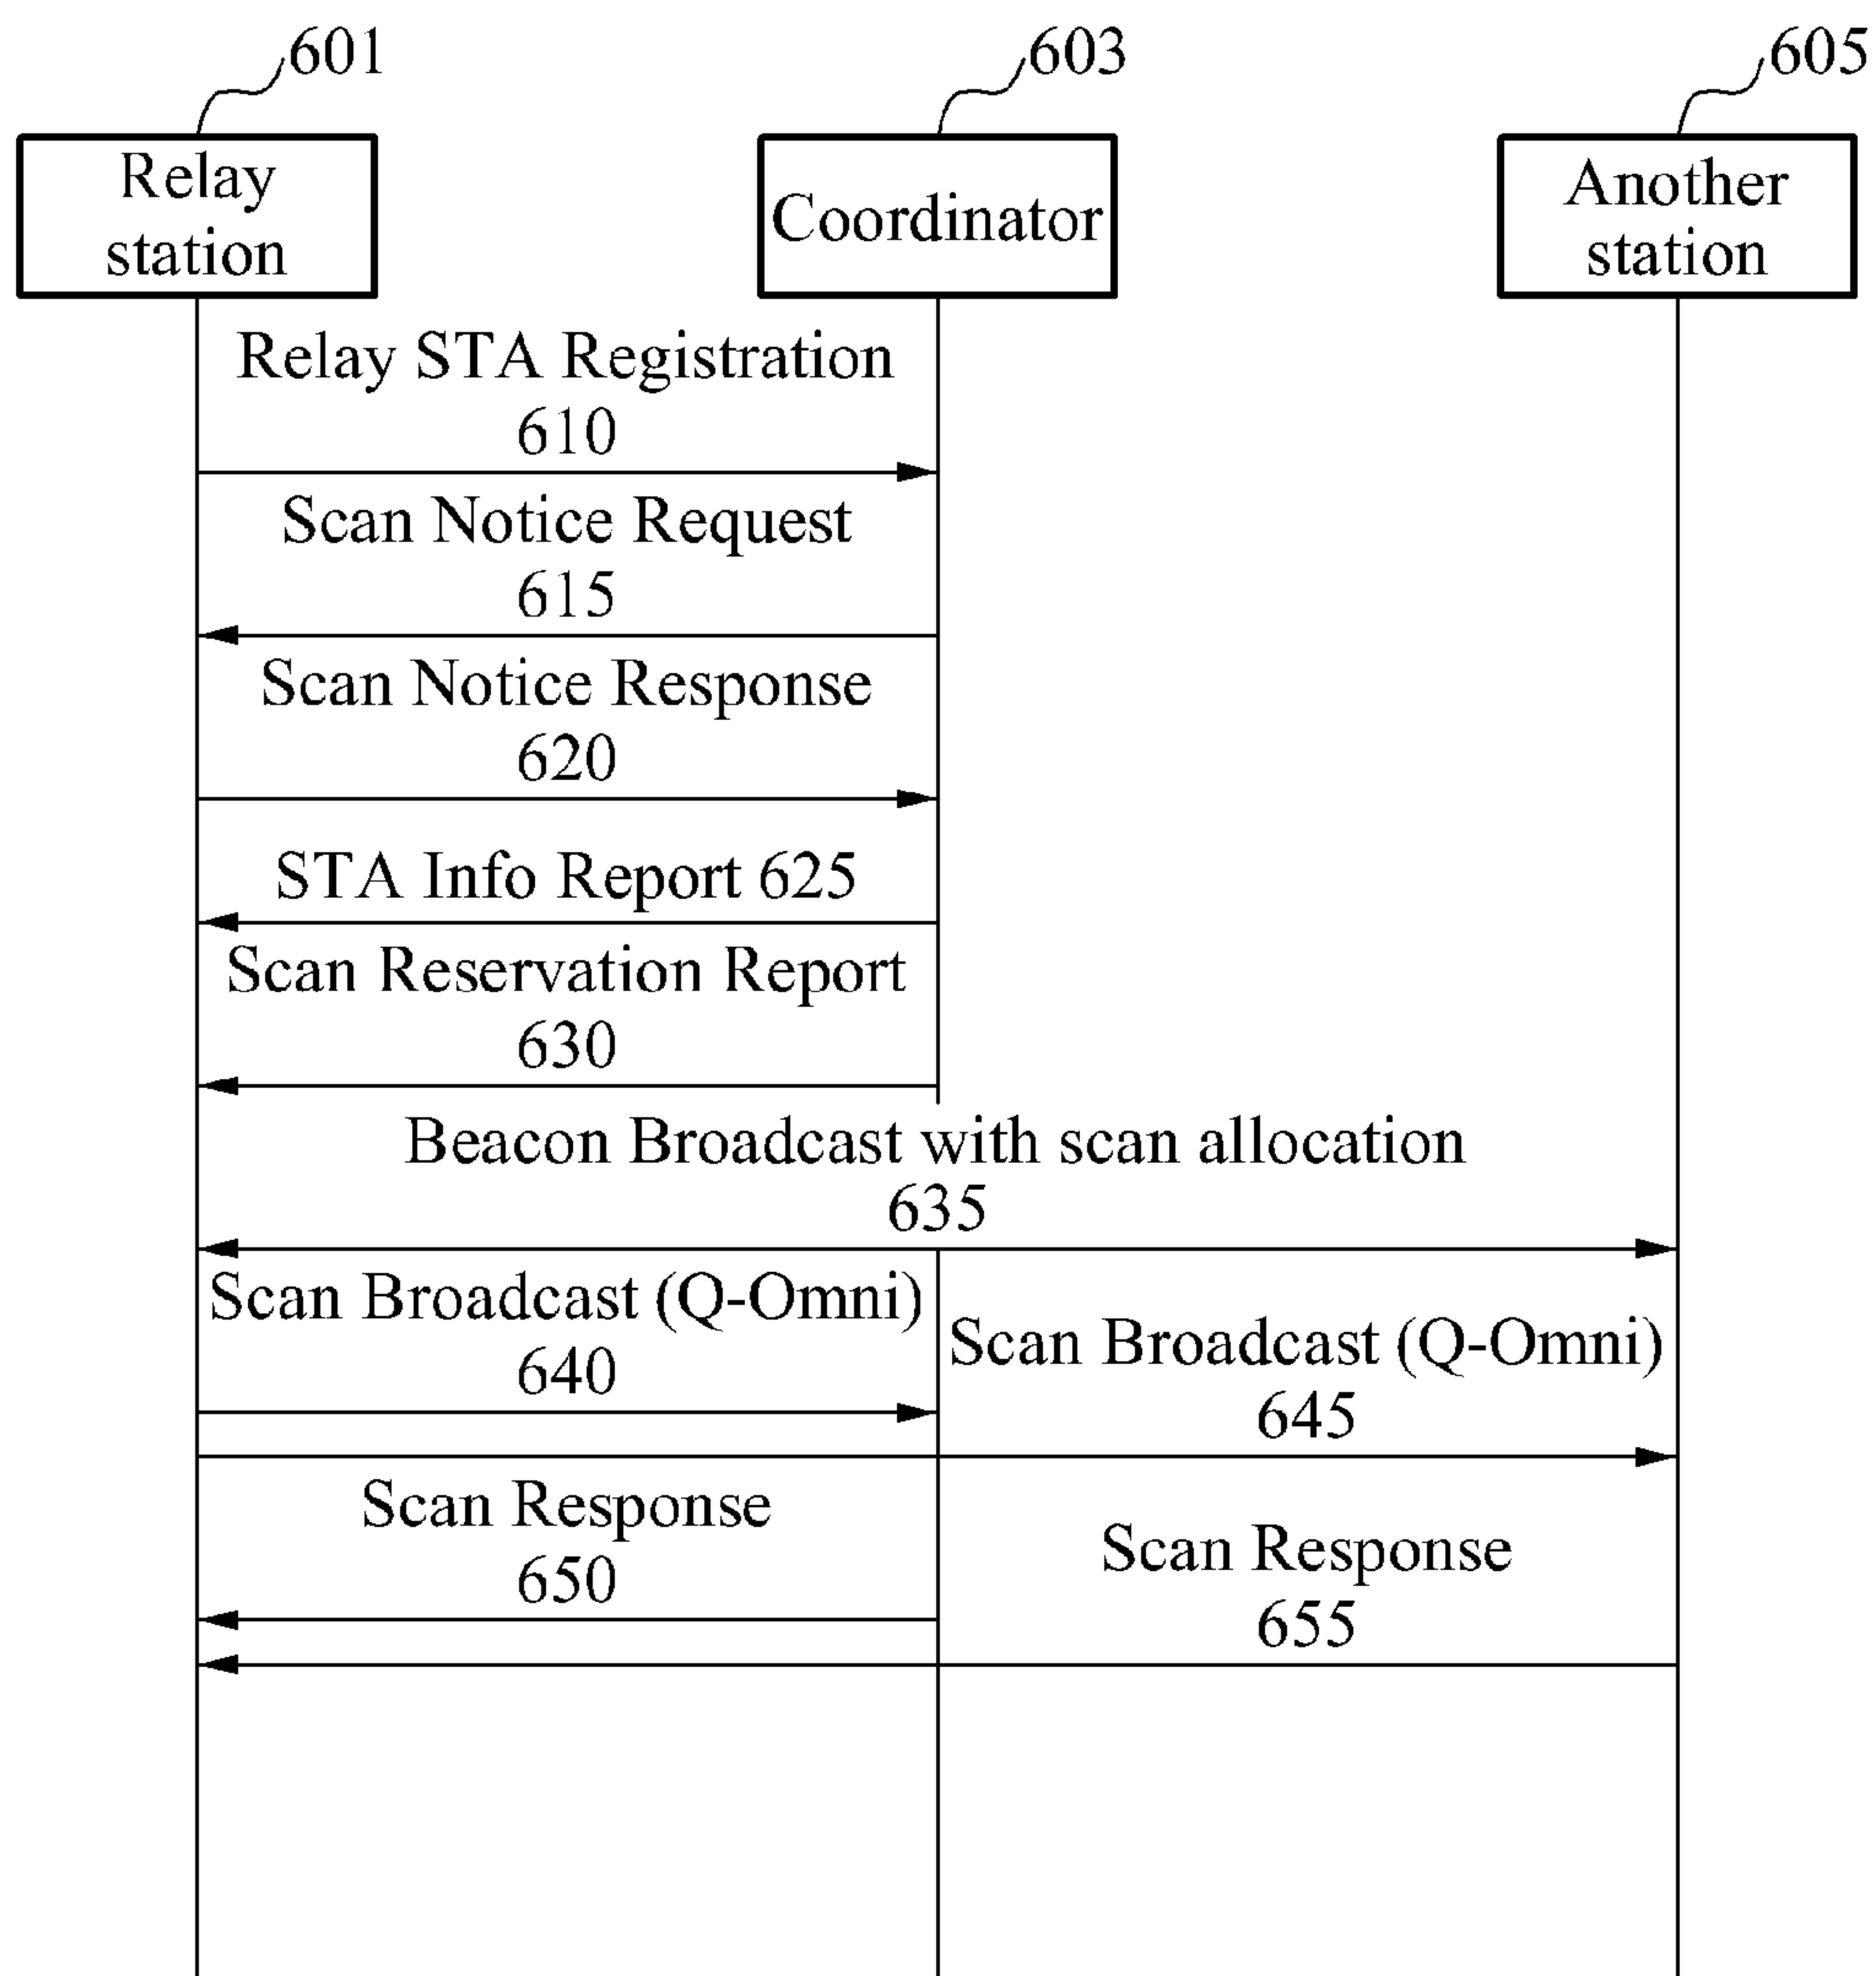 601
603
605
Relay
station
Coordinator
Another
station
Relay STA Registration
610
Scan Notice Request
615
Scan Notice Response
620
STA Info Report 625
Scan Reservation Report
630
Beacon Broadcast with scan allocation
635
Scan Broadcast (Q-Omni)
640
Scan Broadcast (Q-Omni)
645
Scan Response
650
Scan Response
655